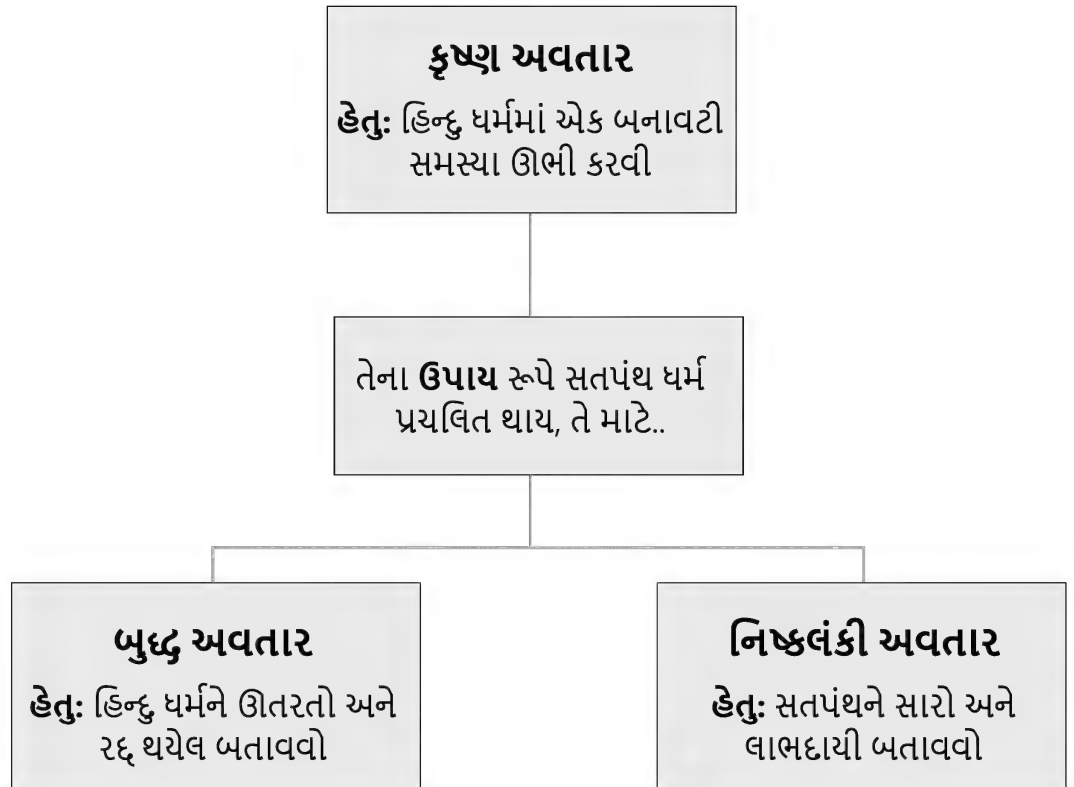 કૃષ્ણ અવતાર
હેતુ: હિન્દુ ધર્મમાં એક બનાવટી
સમસ્યા ઊભી કરવી
તેના ઉપાય રૂપે સતપંથ ધર્મ
પ્રચલિત થાય, તે માટે..
બુદ્ધ અવતાર
હેતુ: હિન્દુ ધર્મને ઊતરતો અને
રદ્દ થયેલ બતાવવો
નિષ્કલંકી અવતાર
હેતુ: સતપંથને સારો અને
લાભદાયી બતાવવો